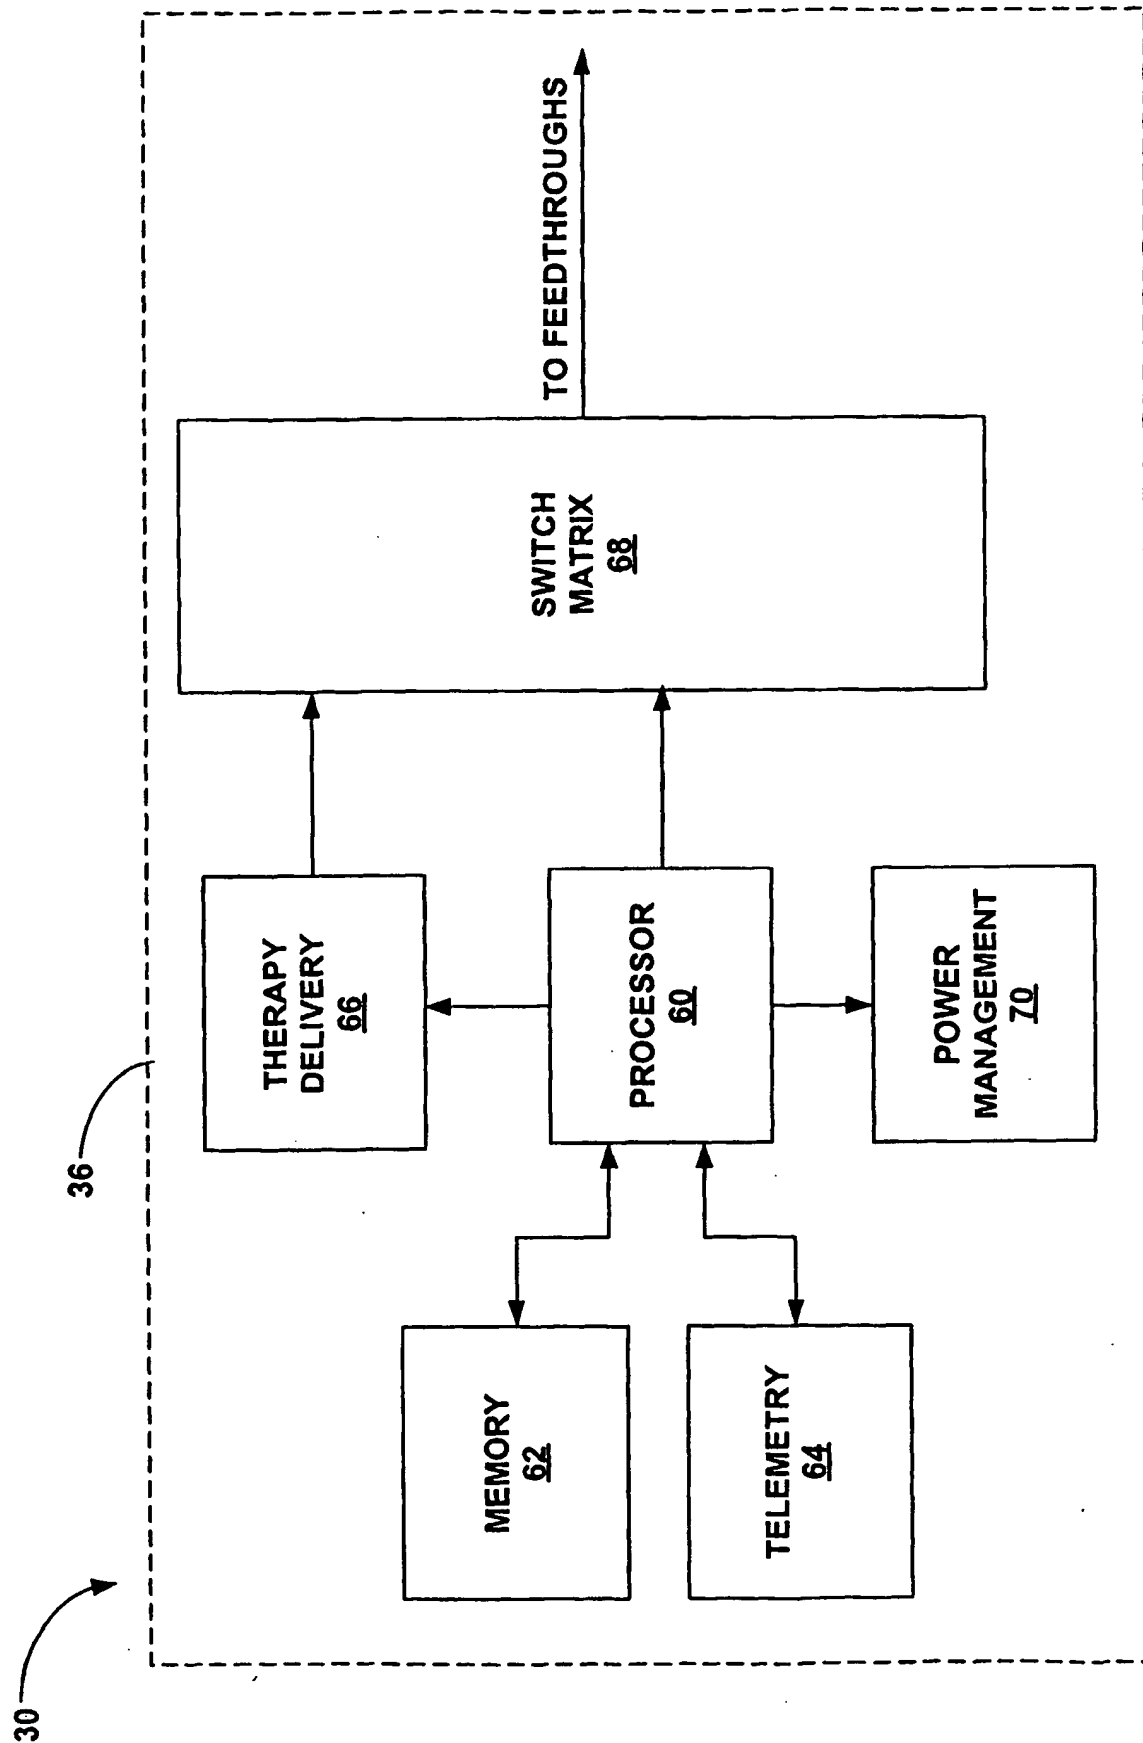 30
36
MEMORY
62
TELEMETRY
64
THERAPY
DELIVERY
66
PROCESSOR
60
POWER
MANAGEMENT
70
SWITCH
MATRIX
68
TO FEEDTHROUGHS